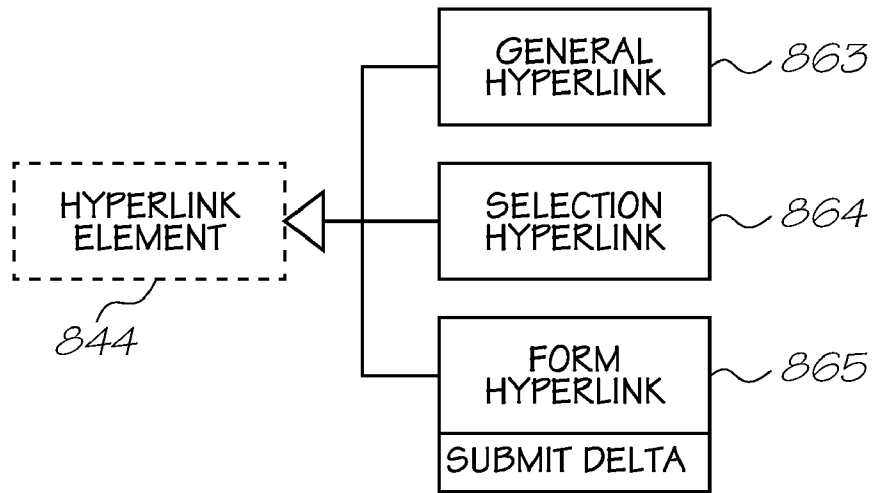 GENERAL
HYPERLINK
863
HYPERLINK
ELEMENT
844
SELECTION
HYPERLINK
864
FORM
HYPERLINK
865
SUBMIT DELTA